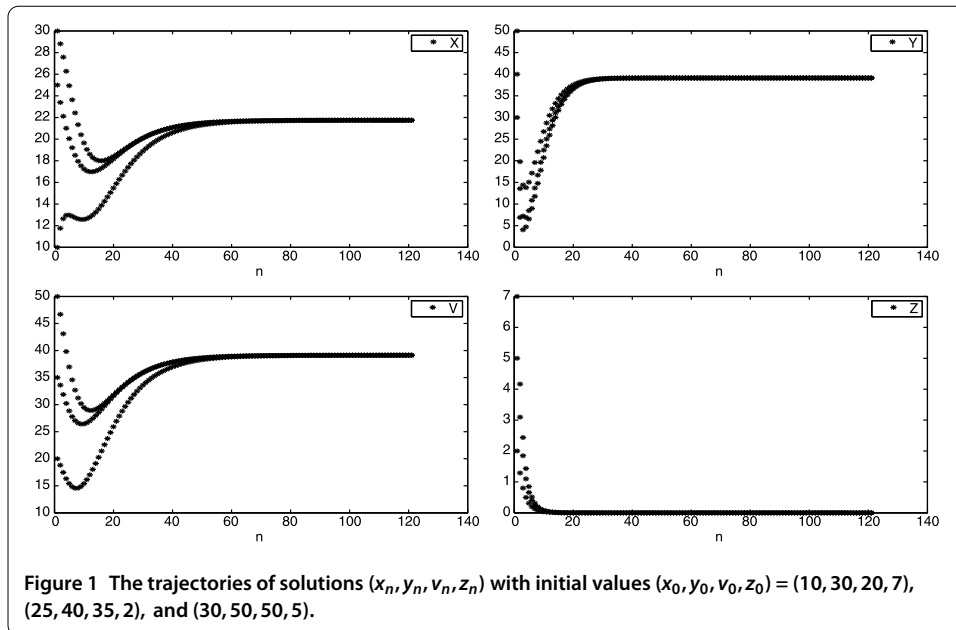 30
28
26
24
22
20
18
16
14
12
10
0 20 40 60 80 100 120 140
n
X
50
45
40
35
30
25
20
15
10
5
0
0 20 40 60 80 100 120 140
n
Y
50
45
40
35
30
25
20
15
10
0 20 40 60 80 100 120 140
n
V
7
6
5
4
3
2
1
0
0 20 40 60 80 100 120 140
n
Z
Figure 1 The trajectories of solutions (xn, yn, vn, zn) with initial values (x0, y0, v0, z0) = (10, 30, 20, 7),
(25, 40, 35, 2), and (30, 50, 50, 5).